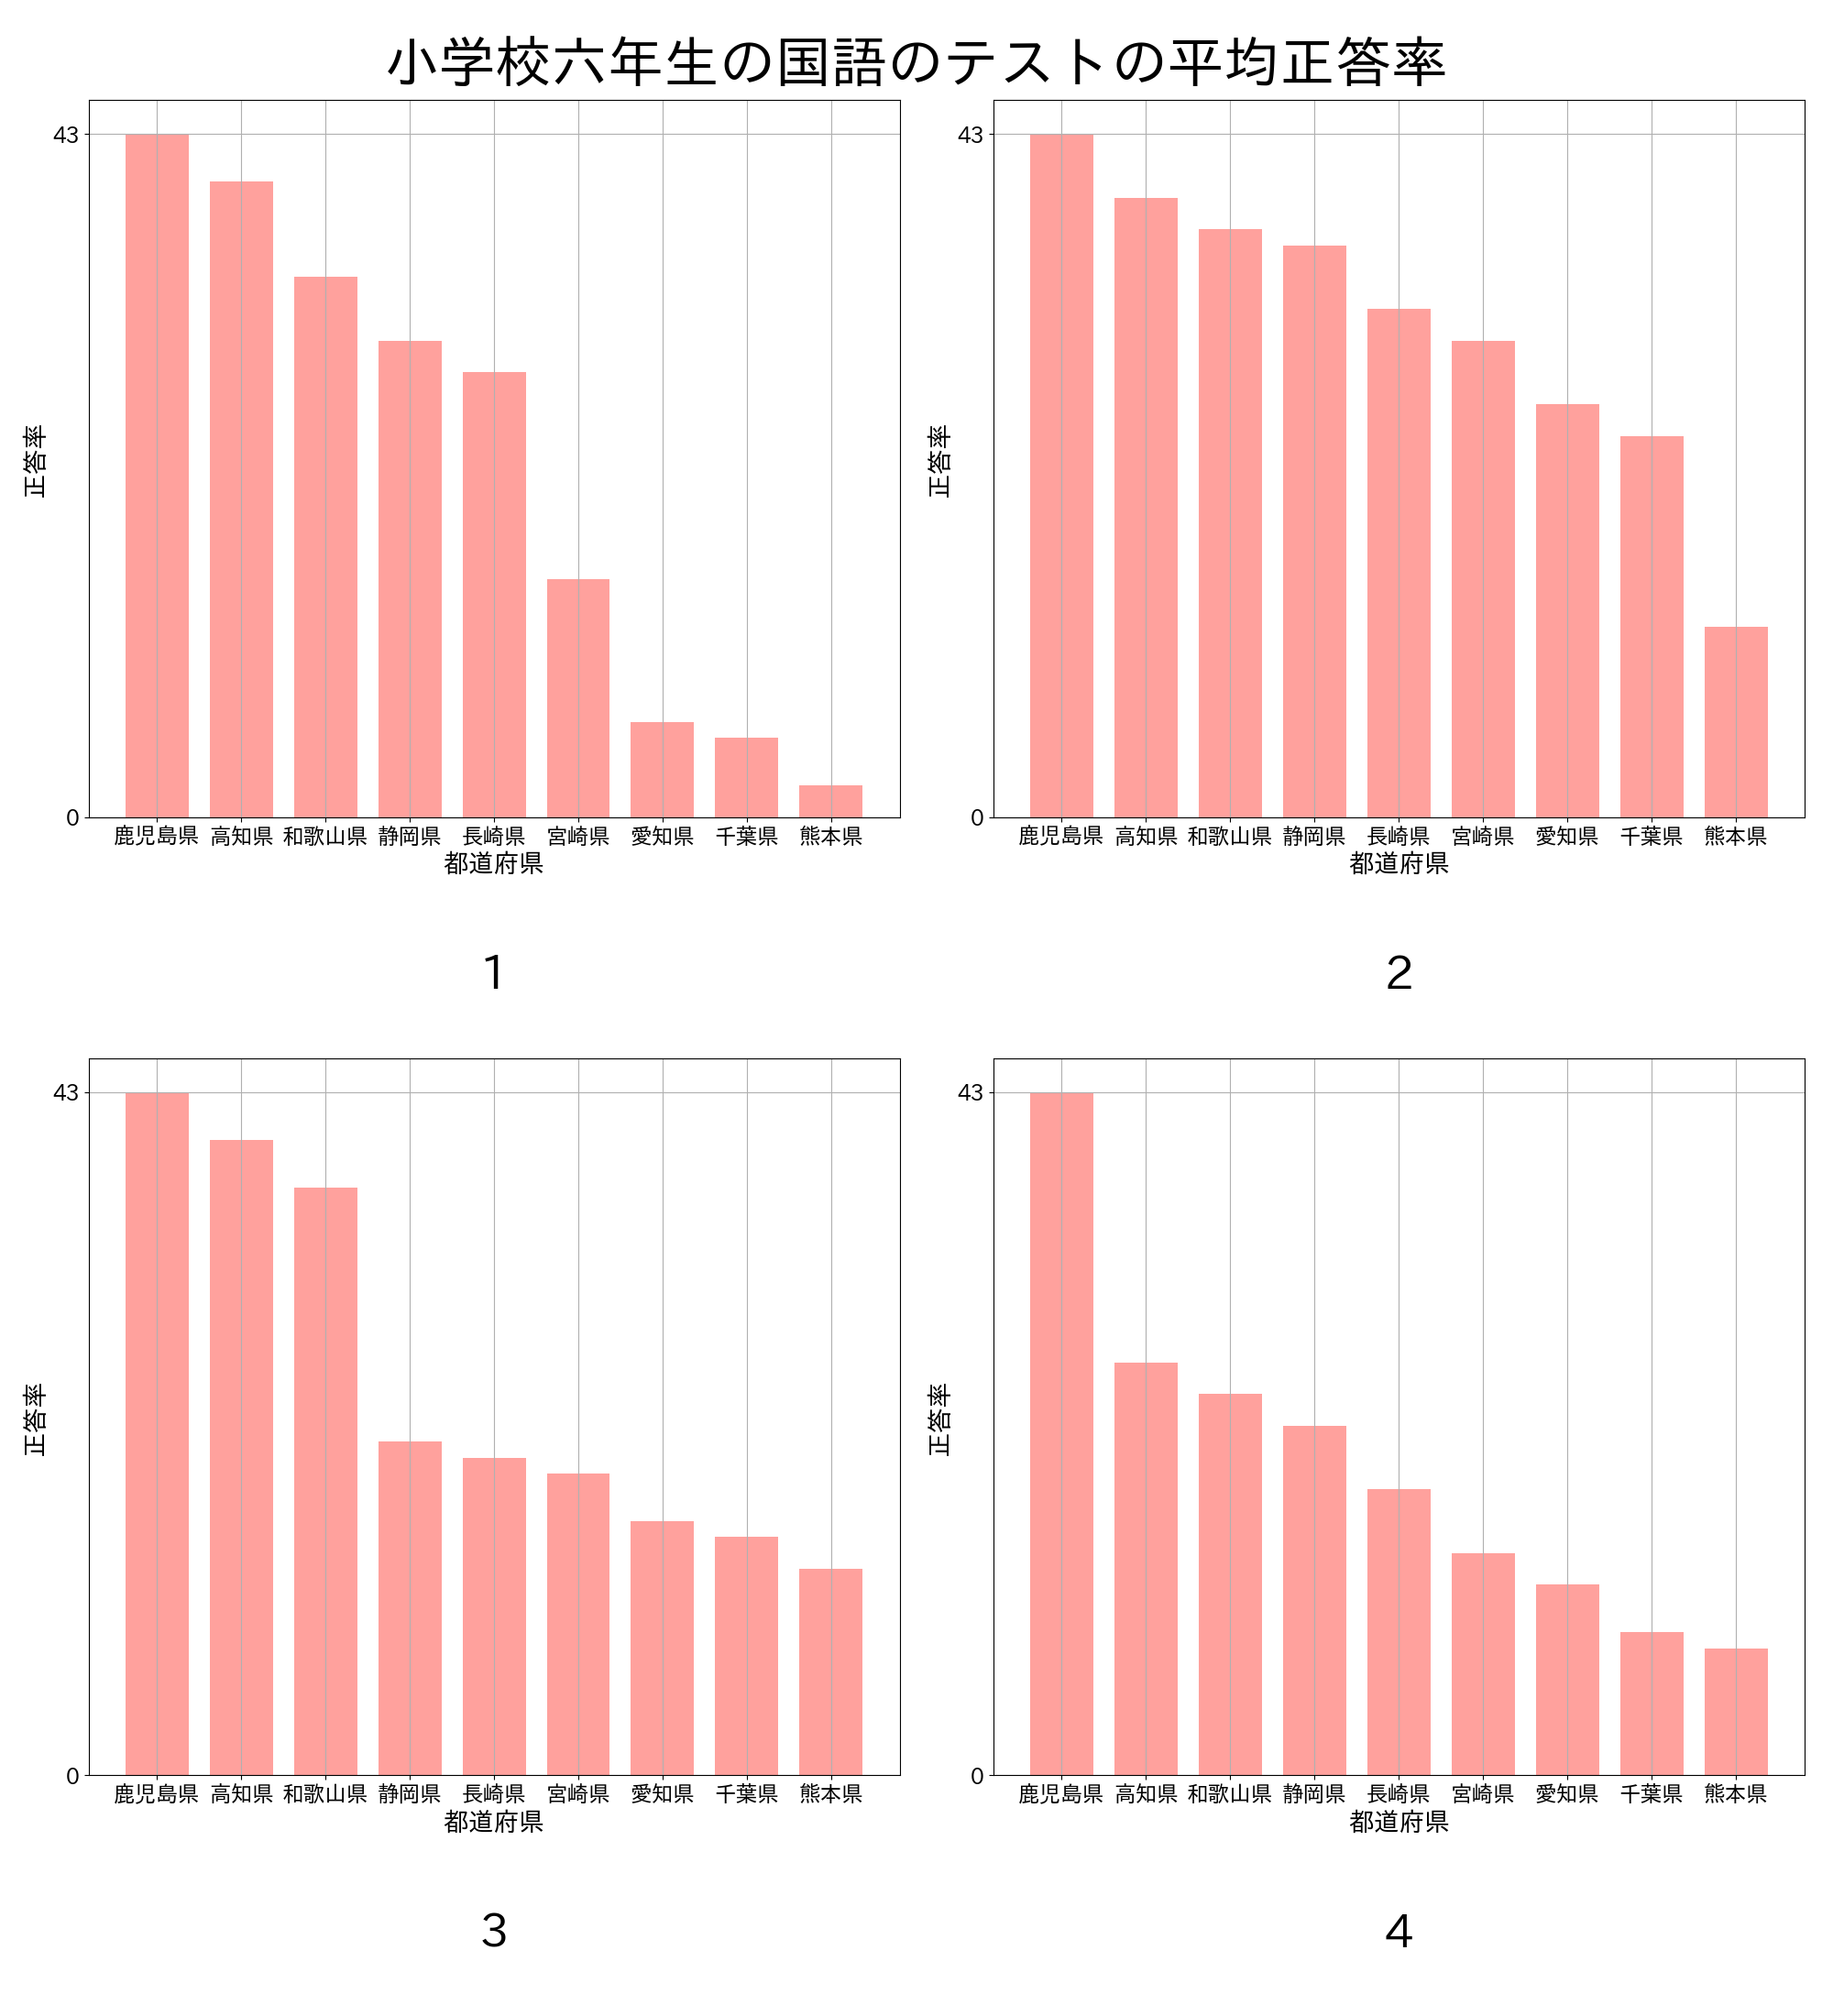 小学校六年生の国語のテストの平均正答率
43
0
正答率
鹿児島県 高知県 和歌山県 静岡県 長崎県 宮崎県 愛知県 千葉県 熊本県
都道府県
1
43
0
正答率
鹿児島県 高知県 和歌山県 静岡県 長崎県 宮崎県 愛知県 千葉県 熊本県
都道府県
2
43
0
正答率
鹿児島県 高知県 和歌山県 静岡県 長崎県 宮崎県 愛知県 千葉県 熊本県
都道府県
3
43
0
正答率
鹿児島県 高知県 和歌山県 静岡県 長崎県 宮崎県 愛知県 千葉県 熊本県
都道府県
4